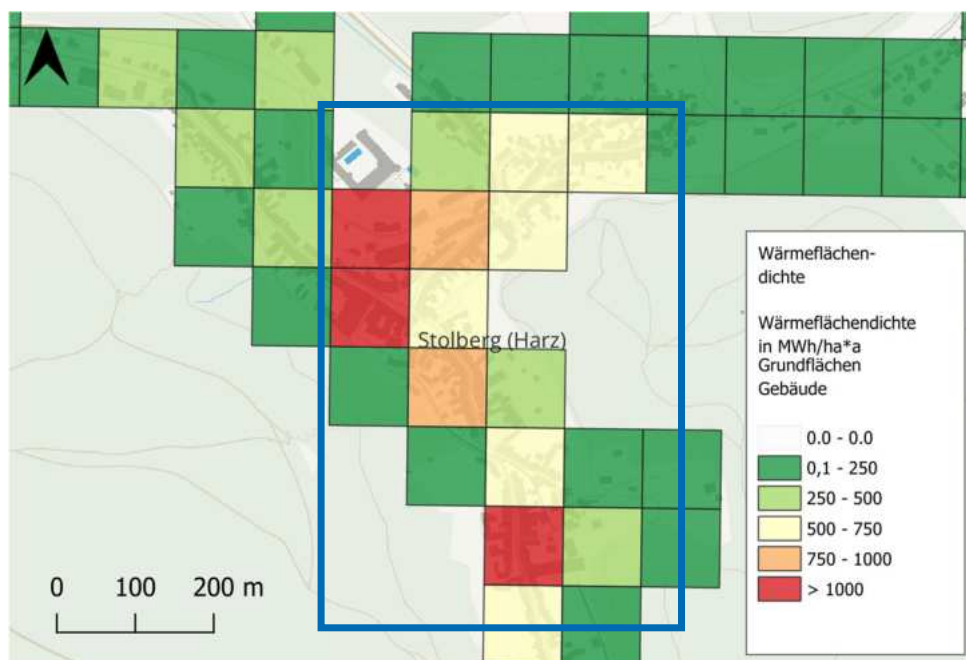 Stolberg (Harz)
Wärmeflächen-
dichte
Wärmeflächendichte
in MWh/ha*a
Grundflächen
Gebäude
0.0 - 0.0
0,1 - 250
250 - 500
500 - 750
750 - 1000
> 1000
0 100 200 m